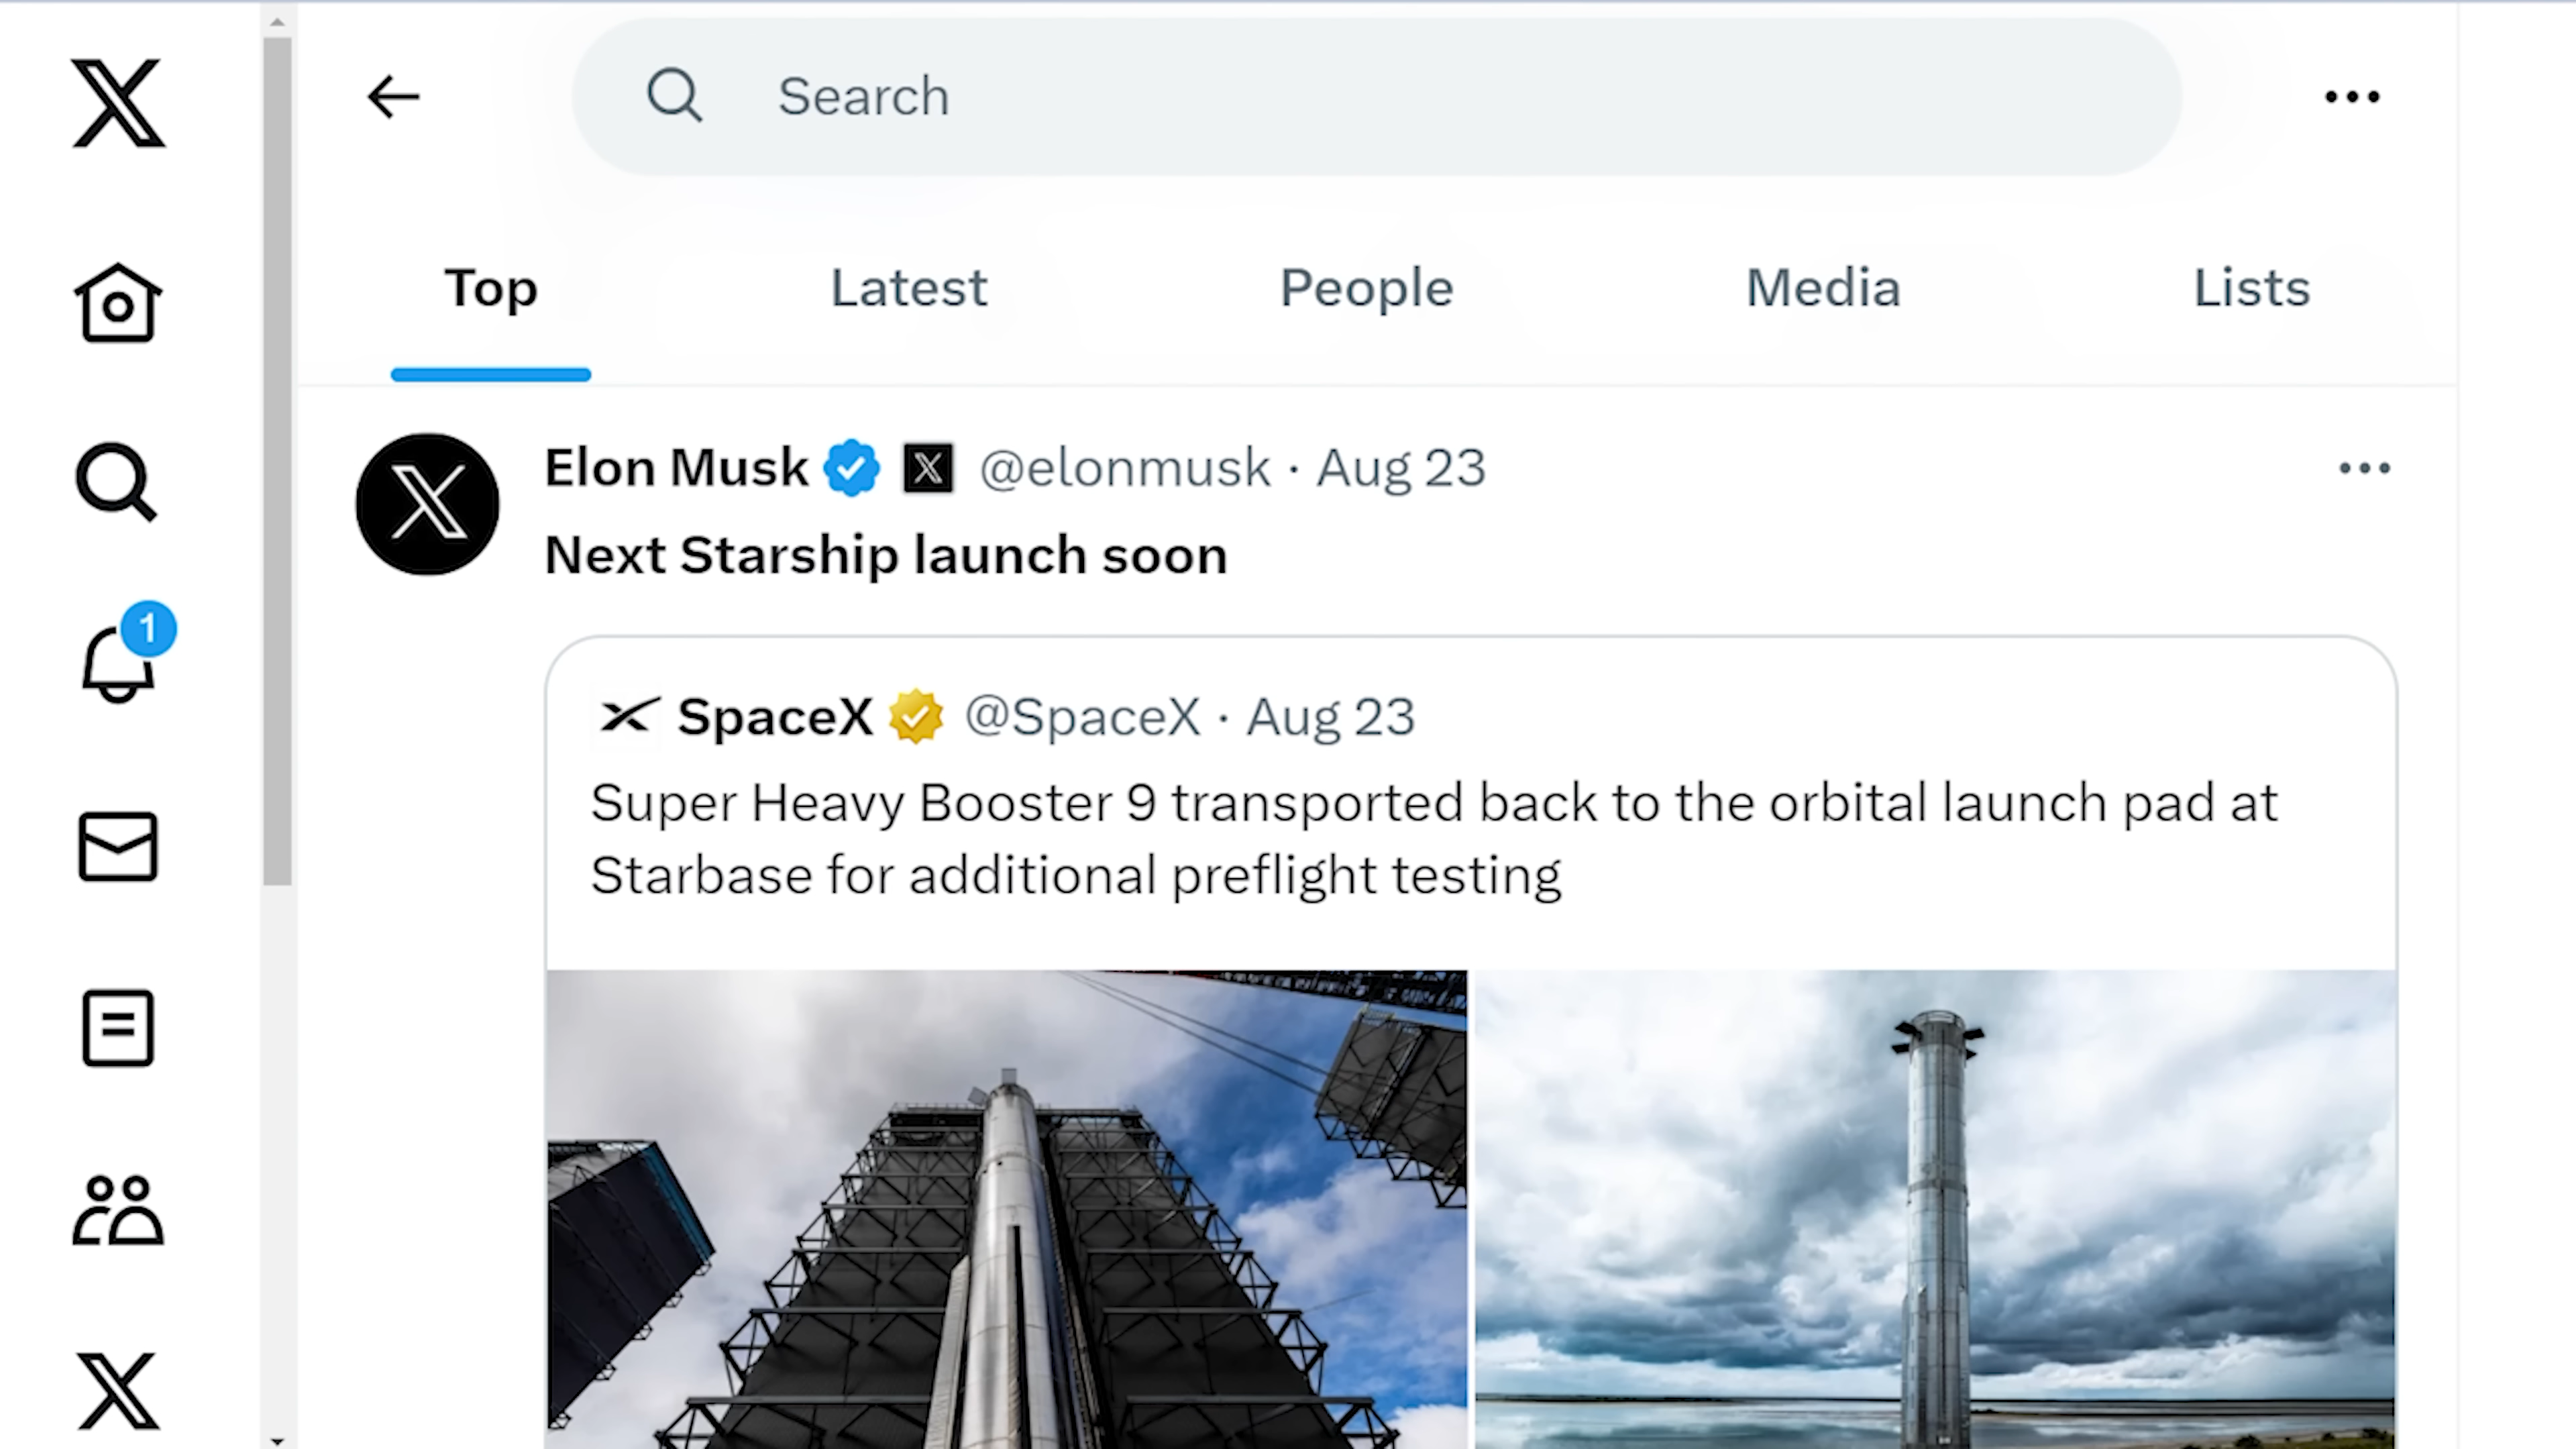 Search
Top Latest People Media Lists
Elon Musk @elonmusk · Aug 23
Next Starship launch soon
1
SpaceX @SpaceX · Aug 23
Super Heavy Booster 9 transported back to the orbital launch pad at
Starbase for additional preflight testing